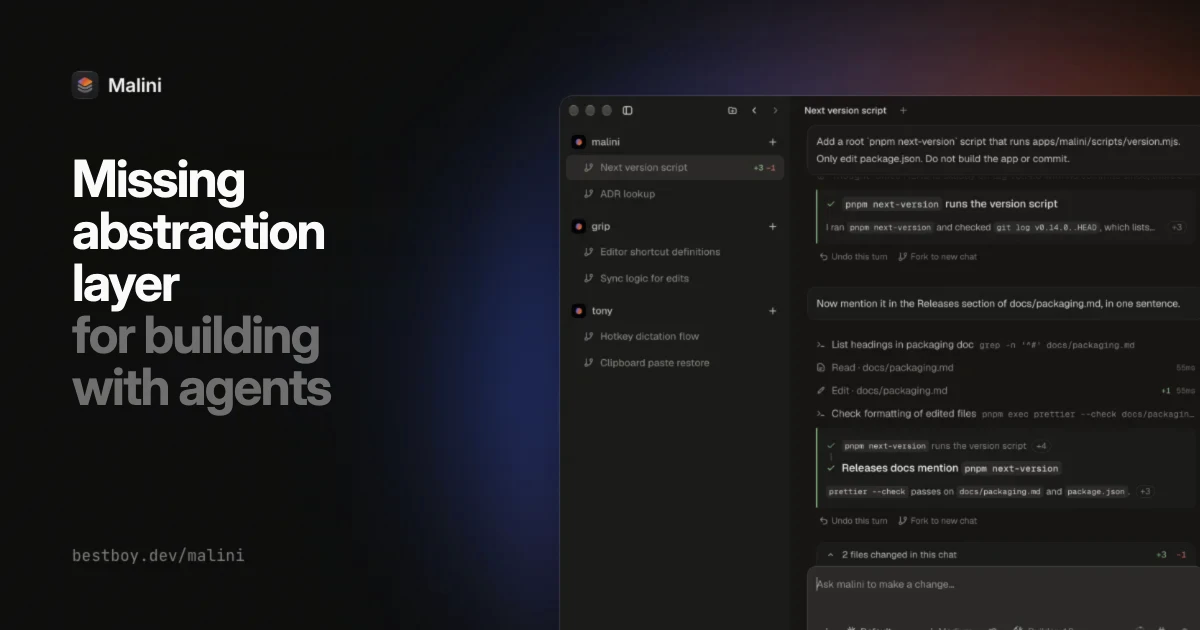 Malini
Missing
abstraction
layer
for building
with agents
bestboy.dev/malini
malini
Next version script +3 -1
ADR lookup
grip
Editor shortcut definitions
Sync logic for edits
tony
Hotkey dictation flow
Clipboard paste restore
Next version script
Add a root `pnpm next-version` script that runs apps/malini/scripts/version.mjs.
Only edit package.json. Do not build the app or commit.
pnpm next-version runs the version script
I ran pnpm next-version and checked git log v0.14.0..HEAD, which lists… +3
Undo this turn Fork to new chat
Now mention it in the Releases section of docs/packaging.md, in one sentence.
List headings in packaging doc grep -n '^#' docs/packaging.md
Read · docs/packaging.md 55ms
Edit · docs/packaging.md +1 55ms
Check formatting of edited files pnpm exec prettier --check docs/packagin…
pnpm next-version runs the version script +4
Releases docs mention pnpm next-version
prettier --check passes on docs/packaging.md and package.json. +3
Undo this turn Fork to new chat
2 files changed in this chat +3 -1
Ask malini to make a change…